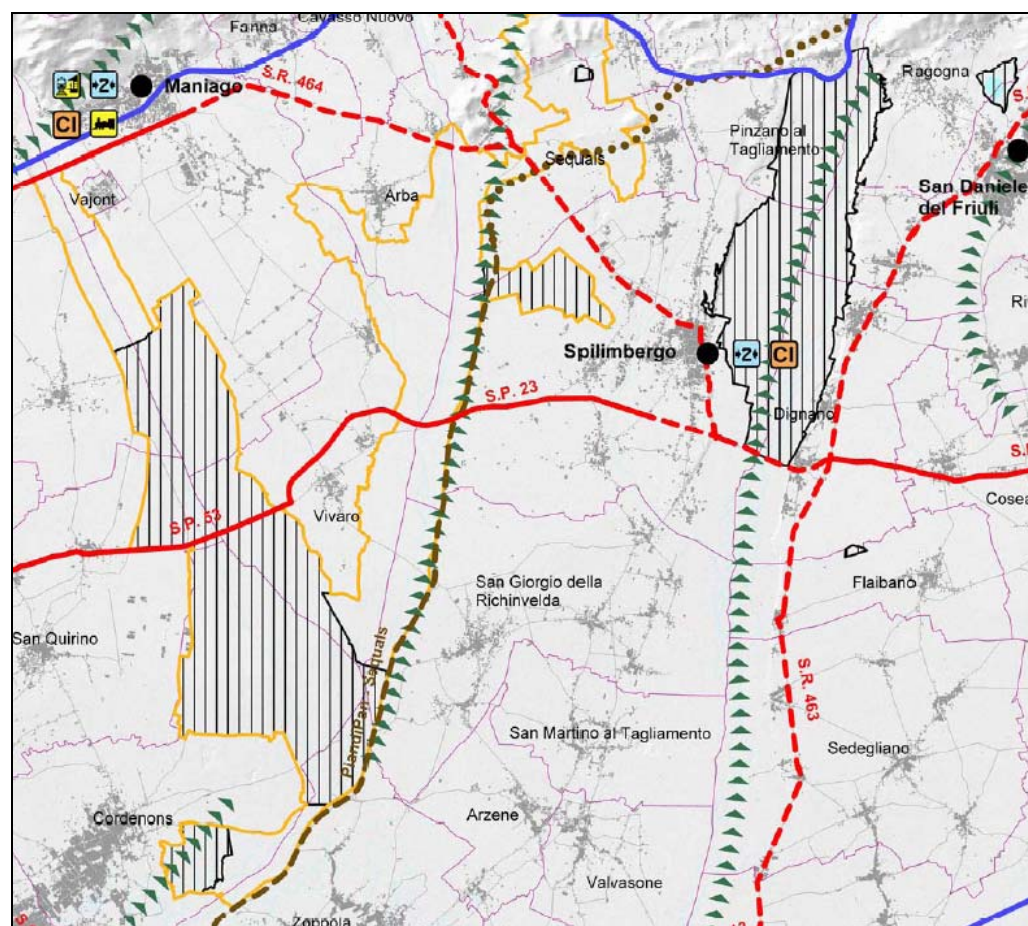 Cavasso Nuovo
Fanna
Maniago
S.R. 464
Z
CI
Ragogna
Pinzano al
Tagliamento
Sequals
San Daniele
del Friuli
Vajont
Arba
Spilimbergo
Z
CI
S.P. 23
Dignano
S.P. 53
Vivaro
San Giorgio della
Richinvelda
Flaibano
San Quirino
PiandiPan - Sequals
S.R. 463
San Martino al Tagliamento
Sedegliano
Cordenons
Arzene
Valvasone
Zoppola